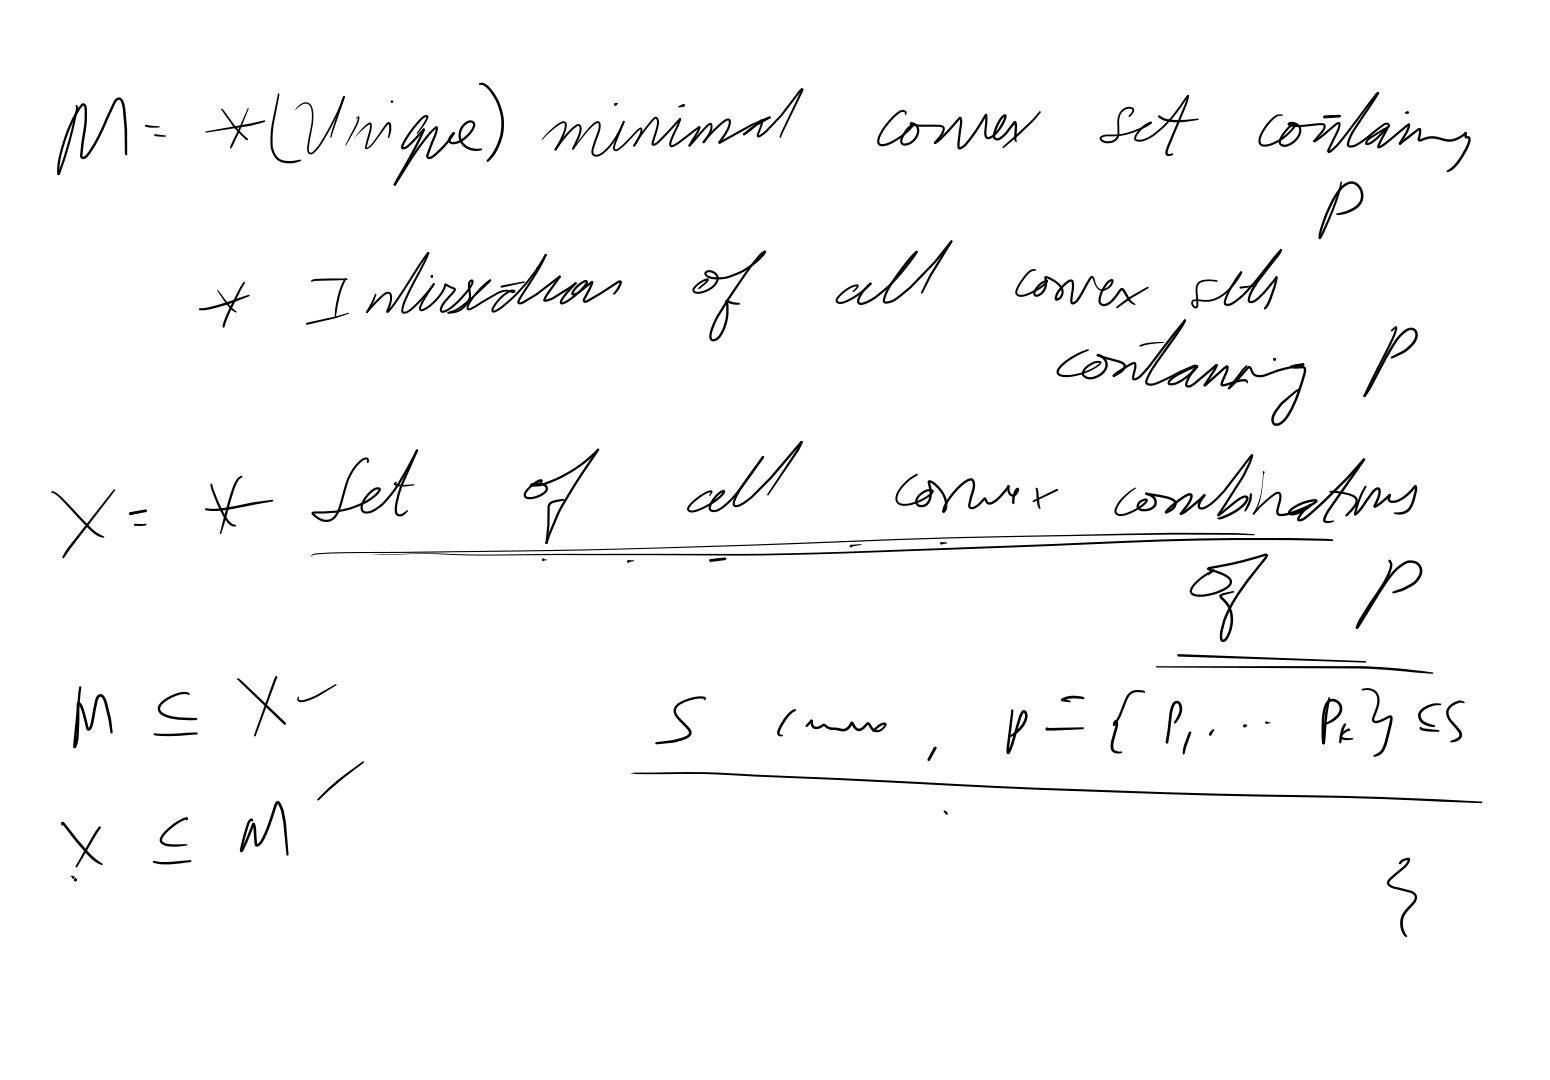 M = * (Unique) minimal convex set containing
P
* Intersection of all convex sets
containing P
X = * Set of all convex combinations
of P
M ⊆ X ✓
S , P = { P₁, ... Pₖ } ⊆ S
X ⊆ M ✓
{